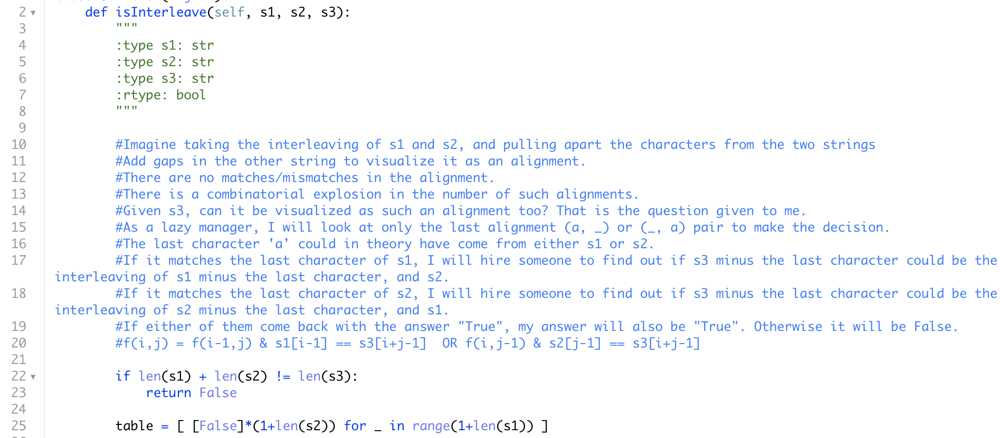 2 def isInterleave(self, s1, s2, s3):
3 """
4 :type s1: str
5 :type s2: str
6 :type s3: str
7 :rtype: bool
8 """
9
10 #Imagine taking the interleaving of s1 and s2, and pulling apart the characters from the two strings
11 #Add gaps in the other string to visualize it as an alignment.
12 #There are no matches/mismatches in the alignment.
13 #There is a combinatorial explosion in the number of such alignments.
14 #Given s3, can it be visualized as such an alignment too? That is the question given to me.
15 #As a lazy manager, I will look at only the last alignment (a, _) or (_, a) pair to make the decision.
16 #The last character 'a' could in theory have come from either s1 or s2.
17 #If it matches the last character of s1, I will hire someone to find out if s3 minus the last character could be the
interleaving of s1 minus the last character, and s2.
18 #If it matches the last character of s2, I will hire someone to find out if s3 minus the last character could be the
interleaving of s2 minus the last character, and s1.
19 #If either of them come back with the answer "True", my answer will also be "True". Otherwise it will be False.
20 #f(i,j) = f(i-1,j) & s1[i-1] == s3[i+j-1]  OR f(i,j-1) & s2[j-1] == s3[i+j-1]
21
22 if len(s1) + len(s2) != len(s3):
23 return False
24
25 table = [ [False]*(1+len(s2)) for _ in range(1+len(s1)) ]